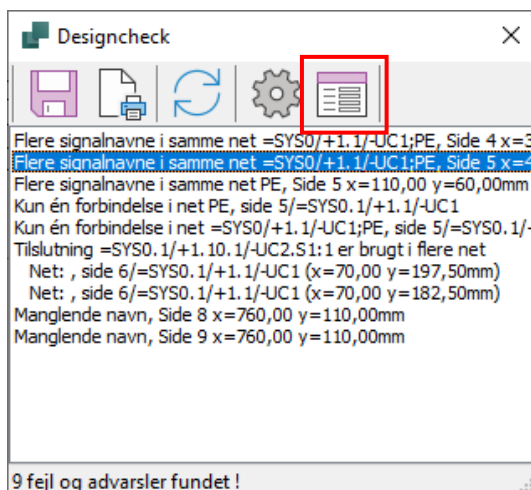 Designcheck
Flere signalnavne i samme net =SYS0/+1.1/-UC1;PE, Side 4 x=3
Flere signalnavne i samme net =SYS0/+1.1/-UC1;PE, Side 5 x=4
Flere signalnavne i samme net PE, Side 5 x=110,00 y=60,00mm
Kun én forbindelse i net PE, side 5/=SYS0.1/+1.1/-UC1
Kun én forbindelse i net =SYS0/+1.1/-UC1;PE, side 5/=SYS0.1/-
Tilslutning =SYS0.1/+1.10.1/-UC2.S1:1 er brugt i flere net
Net: , side 6/=SYS0.1/+1.1/-UC1 (x=70,00 y=197,50mm)
Net: , side 6/=SYS0.1/+1.1/-UC1 (x=70,00 y=182,50mm)
Manglende navn, Side 8 x=760,00 y=110,00mm
Manglende navn, Side 9 x=760,00 y=110,00mm
9 fejl og advarsler fundet !